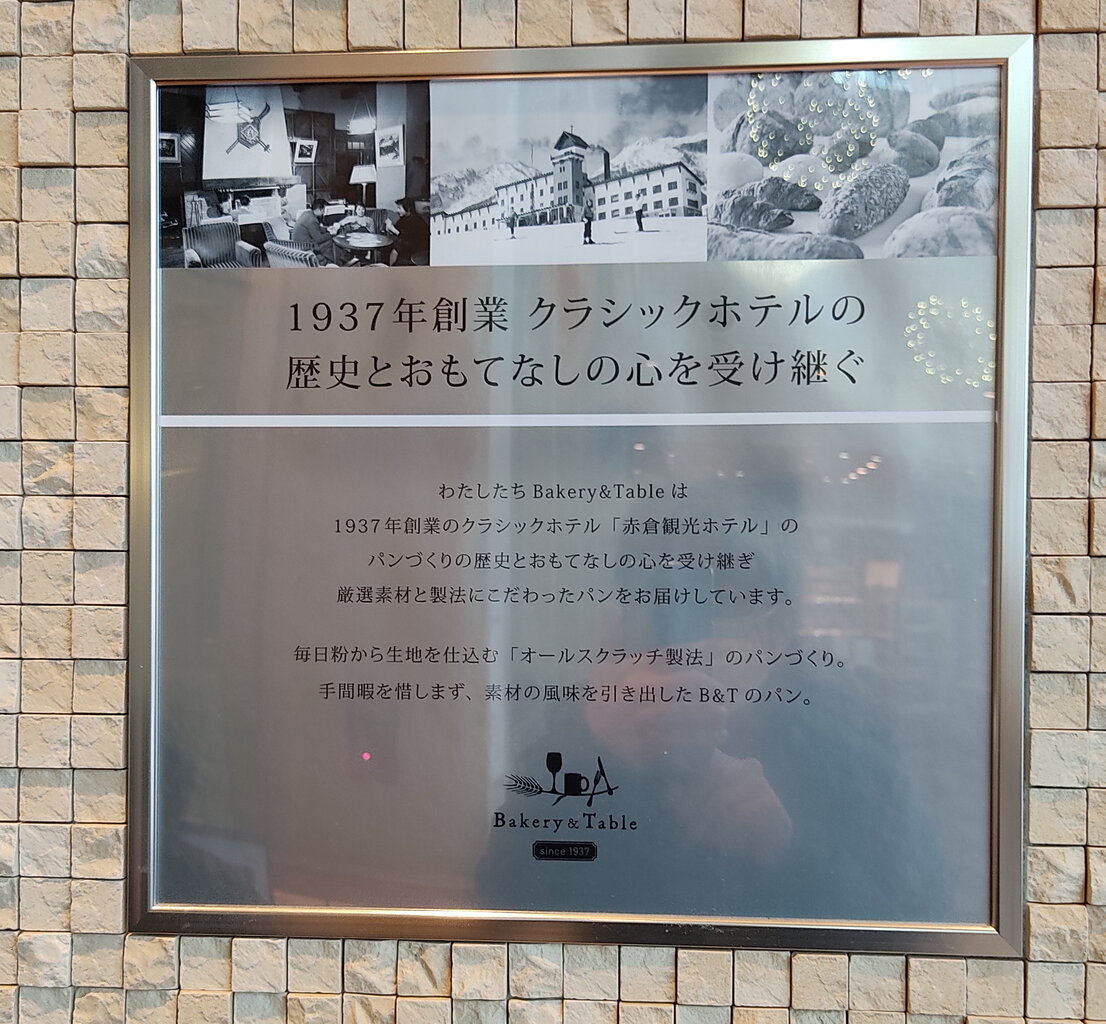 1937年創業 クラシックホテルの
歴史とおもてなしの心を受け継ぐ
わたしたち Bakery&Table は
1937年創業のクラシックホテル「赤倉観光ホテル」の
パンづくりの歴史とおもてなしの心を受け継ぎ
厳選素材と製法にこだわったパンをお届けしています。
毎日粉から生地を仕込む「オールスクラッチ製法」のパンづくり。
手間暇を惜しまず、素材の風味を引き出した B&T のパン。
Bakery & Table
since 1937